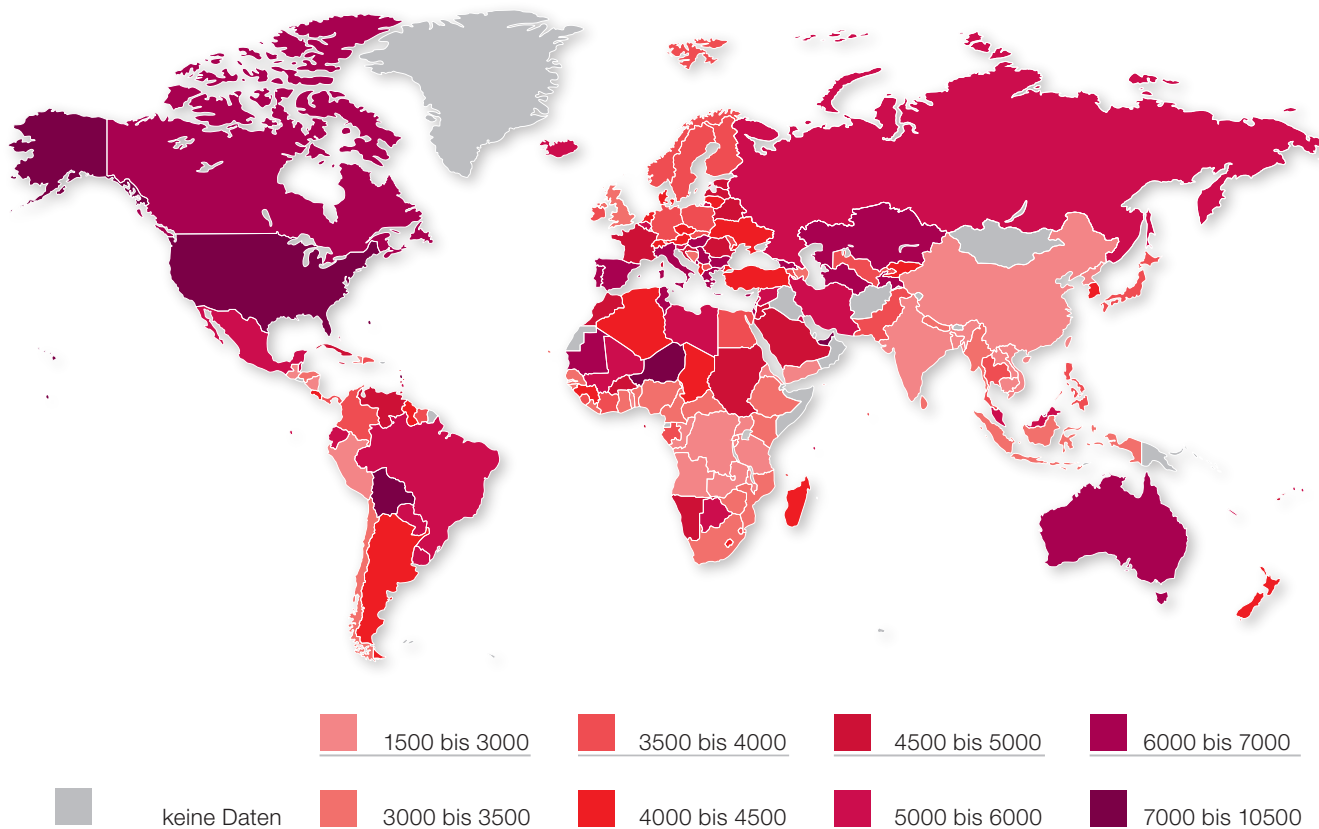 1500 bis 3000
3500 bis 4000
4500 bis 5000
6000 bis 7000
keine Daten
3000 bis 3500
4000 bis 4500
5000 bis 6000
7000 bis 10500